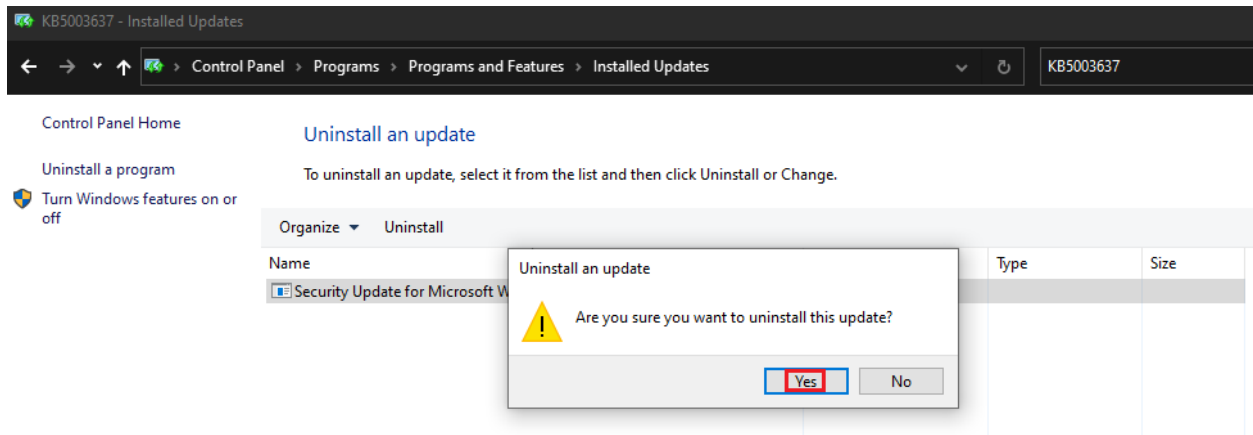 KB5003637 - Installed Updates
Control Panel > Programs > Programs and Features > Installed Updates
KB5003637
Control Panel Home
Uninstall a program
Turn Windows features on or
off
Uninstall an update
To uninstall an update, select it from the list and then click Uninstall or Change.
Organize
Uninstall
Name
Type
Size
Security Update for Microsoft W
Uninstall an update
Are you sure you want to uninstall this update?
Yes
No